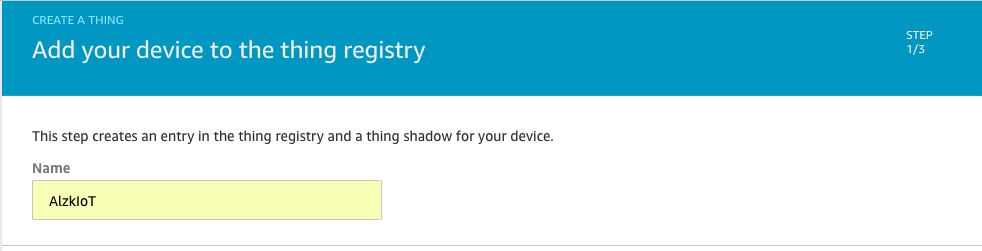 CREATE A THING
Add your device to the thing registry
STEP
1/3
This step creates an entry in the thing registry and a thing shadow for your device.
Name
AlzkIoT